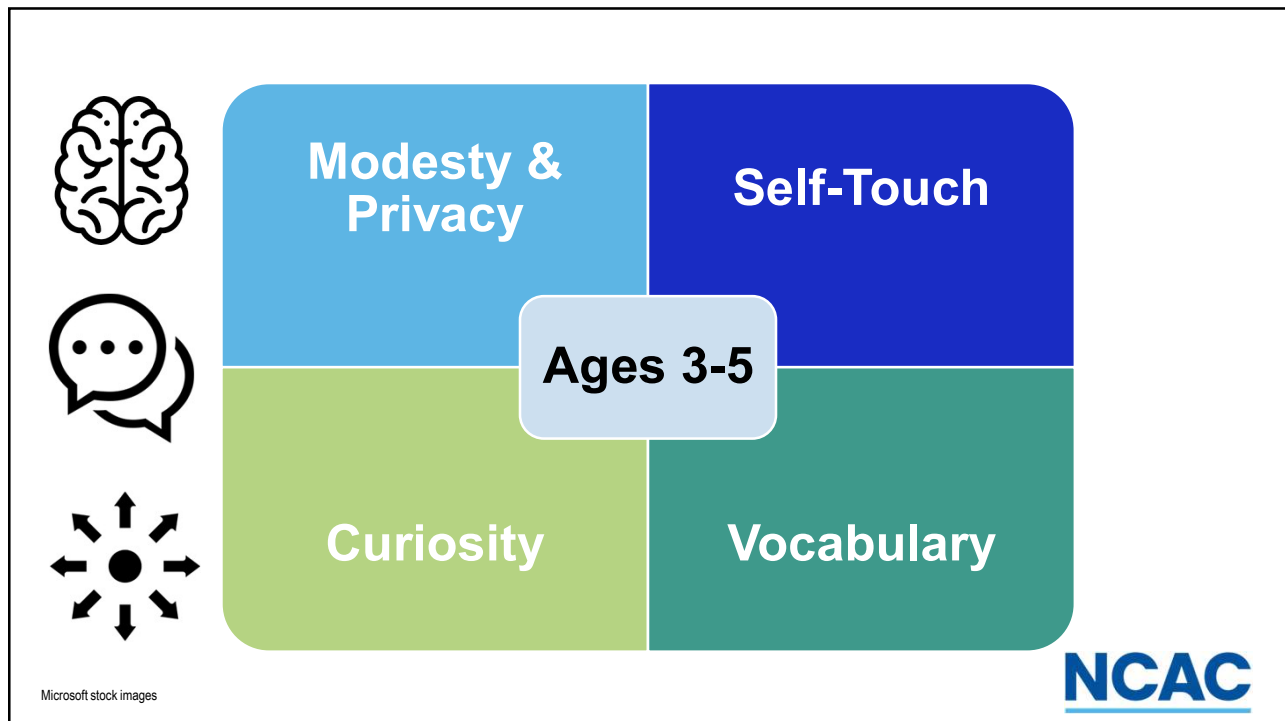 Modesty &
Privacy
Self-Touch
Ages 3-5
Curiosity
Vocabulary
Microsoft stock images
NCAC